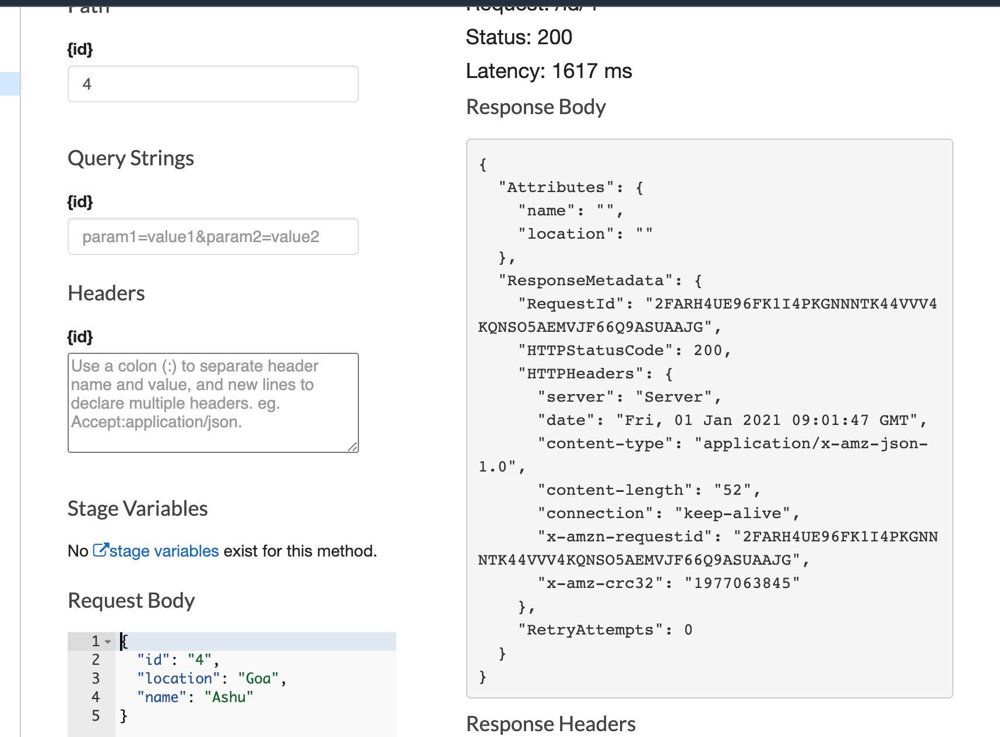 Path
{id}
4
Query Strings
{id}
param1=value1&param2=value2
Headers
{id}
Use a colon (:) to separate header
name and value, and new lines to
declare multiple headers. eg.
Accept:application/json.
Stage Variables
No stage variables exist for this method.
Request Body
1 {
2 "id": "4",
3 "location": "Goa",
4 "name": "Ashu"
5 }
Request: /id/
Status: 200
Latency: 1617 ms
Response Body
{
"Attributes": {
"name": "",
"location": ""
},
"ResponseMetadata": {
"RequestId": "2FARH4UE96FK1I4PKGNNNTK44VVV4
KQNSO5AEMVJF66Q9ASUAAJG",
"HTTPStatusCode": 200,
"HTTPHeaders": {
"server": "Server",
"date": "Fri, 01 Jan 2021 09:01:47 GMT",
"content-type": "application/x-amz-json-
1.0",
"content-length": "52",
"connection": "keep-alive",
"x-amzn-requestid": "2FARH4UE96FK1I4PKGNN
NTK44VVV4KQNSO5AEMVJF66Q9ASUAAJG",
"x-amz-crc32": "1977063845"
},
"RetryAttempts": 0
}
}
Response Headers